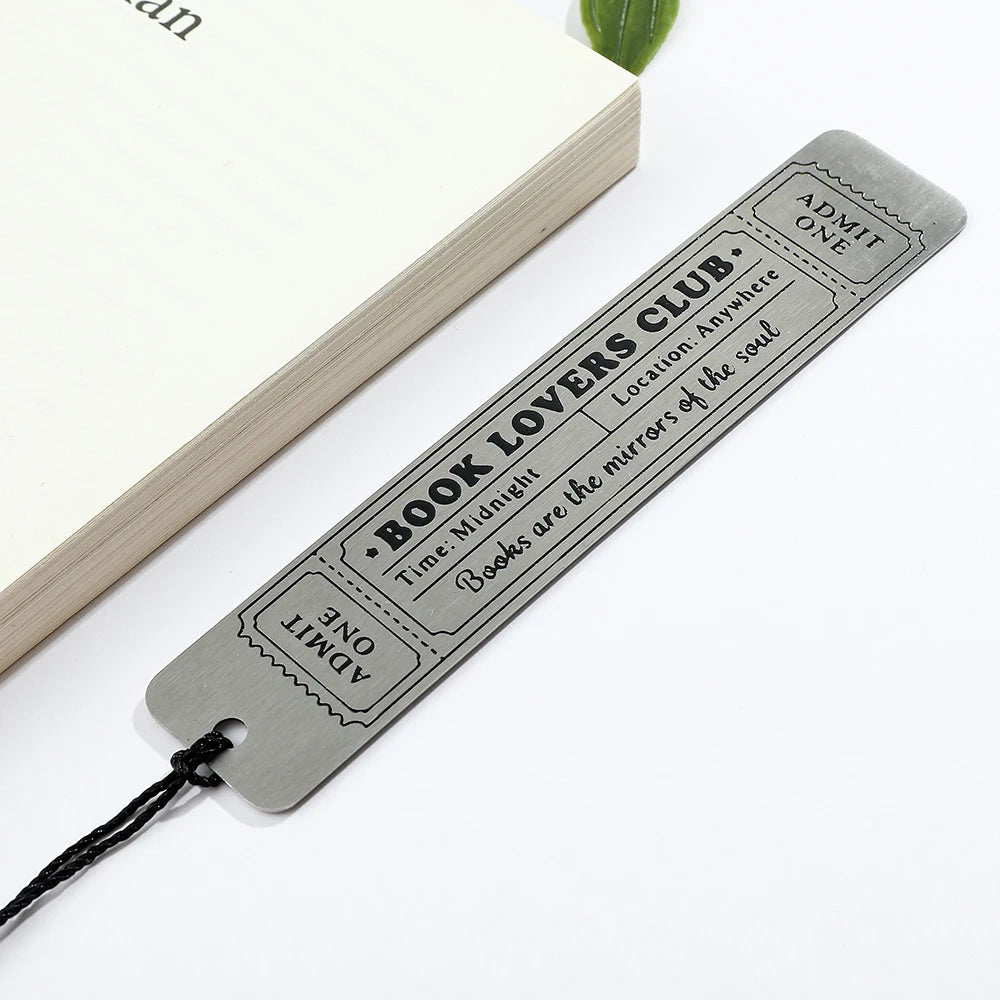 ADMIT
ONE
BOOK LOVERS CLUB
Time: Midnight
Location: Anywhere
Books are the mirrors of the soul
ADMIT
ONE